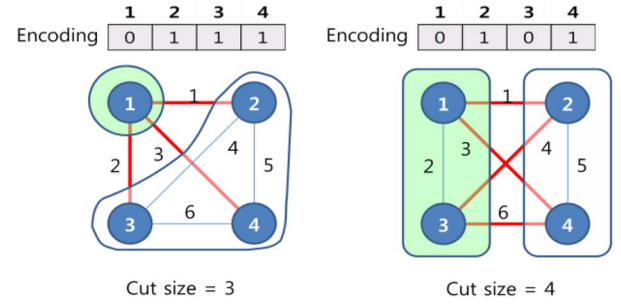 1 2 3 4
Encoding 0 1 1 1
1 1 2
2 3 4 5
3 6 4
Cut size = 3
1 2 3 4
Encoding 0 1 0 1
1 1 2
2 3 4 5
3 6 4
Cut size = 4